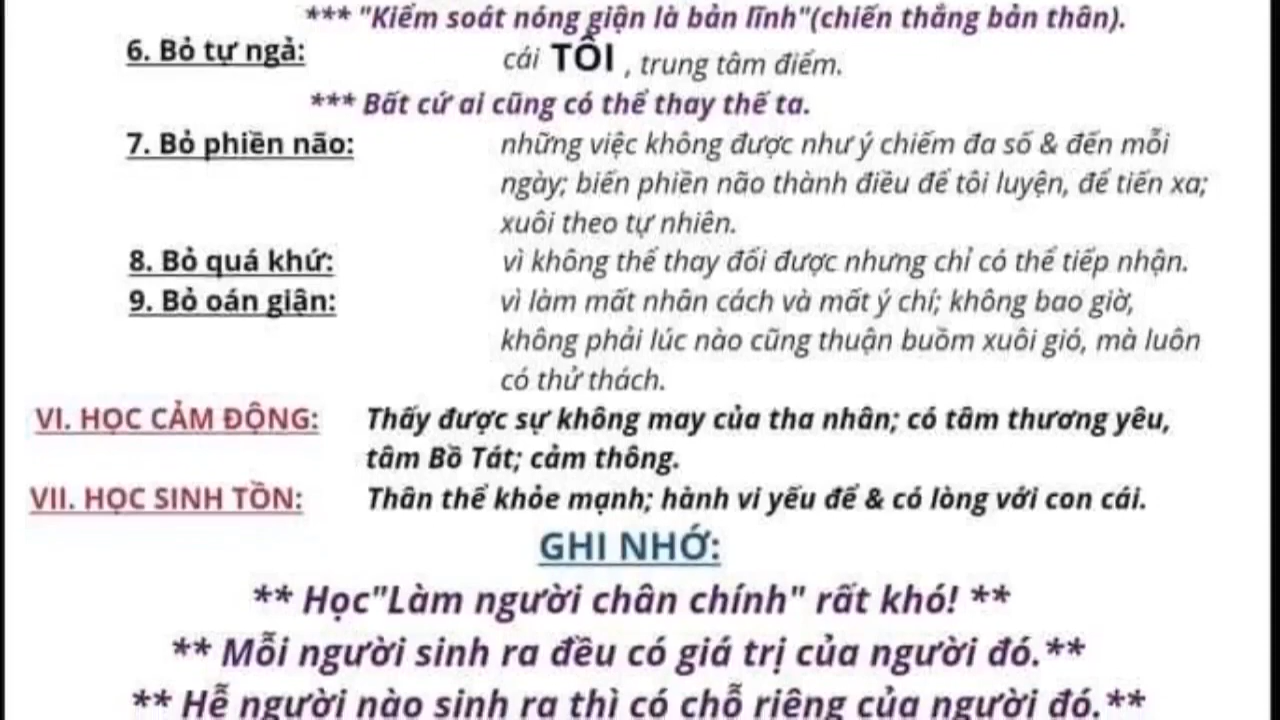 *** "Kiểm soát nóng giận là bản lĩnh"(chiến thắng bản thân).
6. Bỏ tự ngả: cái TÔI , trung tâm điểm.
*** Bất cứ ai cũng có thể thay thế ta.
7. Bỏ phiền não: những việc không được như ý chiếm đa số & đến mỗi
ngày; biến phiền não thành điều để tôi luyện, để tiến xa;
xuôi theo tự nhiên.
8. Bỏ quá khứ: vì không thể thay đổi được nhưng chỉ có thể tiếp nhận.
9. Bỏ oán giận: vì làm mất nhân cách và mất ý chí; không bao giờ,
không phải lúc nào cũng thuận buồm xuôi gió, mà luôn
có thử thách.
VI. HỌC CẢM ĐỘNG: Thấy được sự không may của tha nhân; có tâm thương yêu,
tâm Bồ Tát; cảm thông.
VII. HỌC SINH TỒN: Thân thể khỏe mạnh; hành vi yếu để & có lòng với con cái.
GHI NHỚ:
** Học"Làm người chân chính" rất khó! **
** Mỗi người sinh ra đều có giá trị của người đó.**
** Hễ người nào sinh ra thì có chỗ riêng của người đó.**